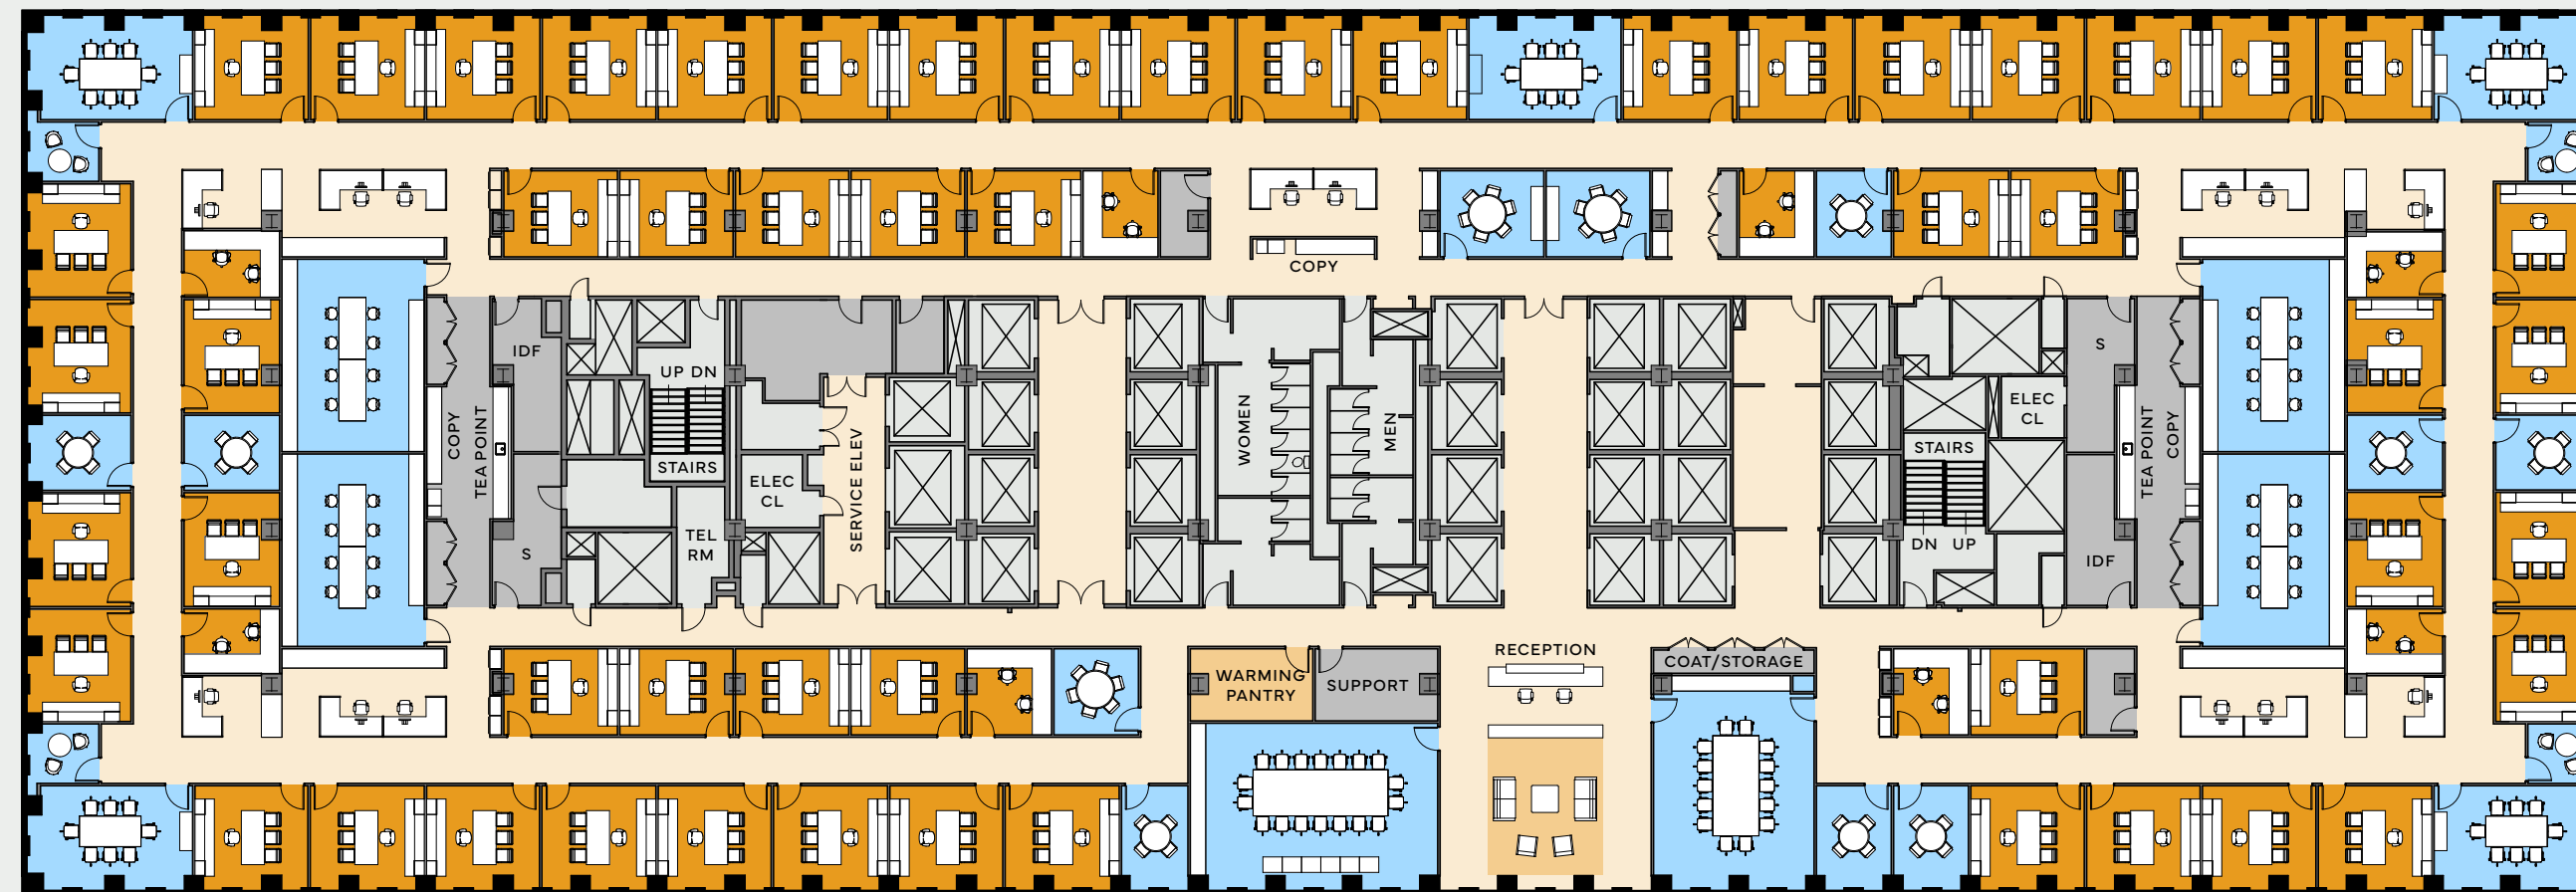 COPY
IDF
UP DN
S
ELEC
CL
COPY
TEA POINT
STAIRS
ELEC
CL
SERVICE ELEV
WOMEN
MEN
STAIRS
TEA POINT
COPY
S
TEL
RM
DN UP
IDF
RECEPTION
COAT/STORAGE
WARMING
PANTRY
SUPPORT